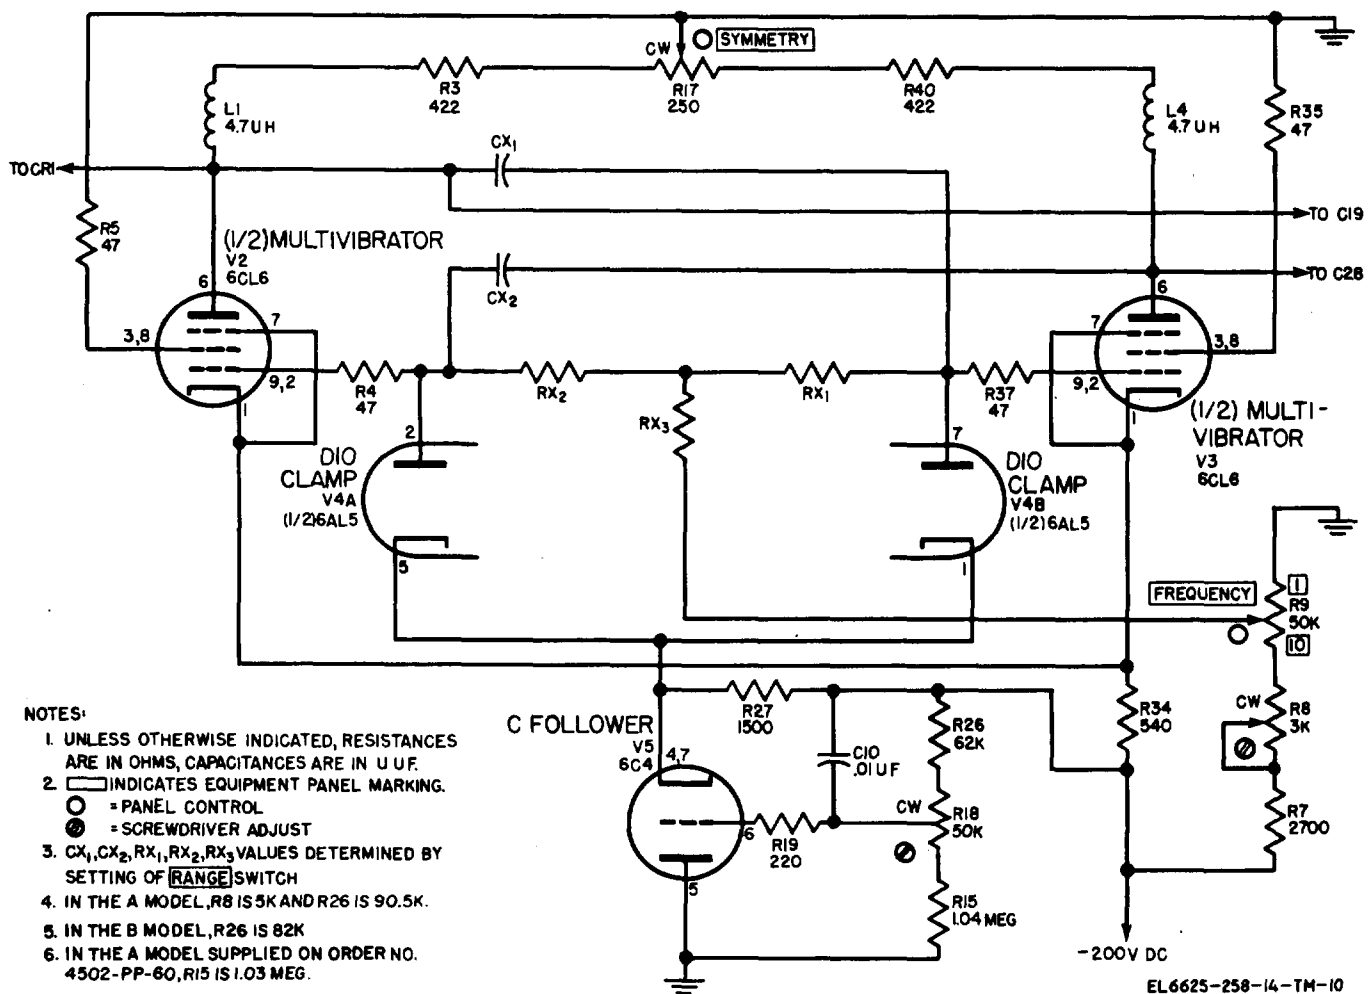 CW
SYMMETRY
R3
422
R17
250
R40
422
L1
4.7UH
L4
4.7UH
R35
47
TO CR1
CX1
TO C19
R5
47
(1/2)MULTIVIBRATOR
V2
6CL6
6
CX2
TO C28
6
7
3,8
9,2
1
R4
47
RX2
RX1
R37
47
7
3,8
9,2
1
RX3
(1/2) MULTI-
VIBRATOR
V3
6CL6
2
DIO
CLAMP
V4A
(1/2)6AL5
5
7
DIO
CLAMP
V4B
(1/2)6AL5
1
FREQUENCY
1
R9
50K
10
CW
R8
3K
R7
2700
R34
540
-200V DC
C FOLLOWER
V5
6C4
4,7
R27
1500
C10
.01UF
R26
62K
CW
R18
50K
6
R19
220
5
R15
1.04 MEG
NOTES:
1. UNLESS OTHERWISE INDICATED, RESISTANCES
ARE IN OHMS, CAPACITANCES ARE IN U UF.
2. INDICATES EQUIPMENT PANEL MARKING.
= PANEL CONTROL
= SCREWDRIVER ADJUST
3. CX1,CX2,RX1,RX2,RX3 VALUES DETERMINED BY
SETTING OF RANGE SWITCH
4. IN THE A MODEL,R8 IS 5K AND R26 IS 90.5K.
5. IN THE B MODEL,R26 IS 82K
6. IN THE A MODEL SUPPLIED ON ORDER NO.
4502-PP-60,R15 IS 1.03 MEG.
EL6625-258-14-TM-10